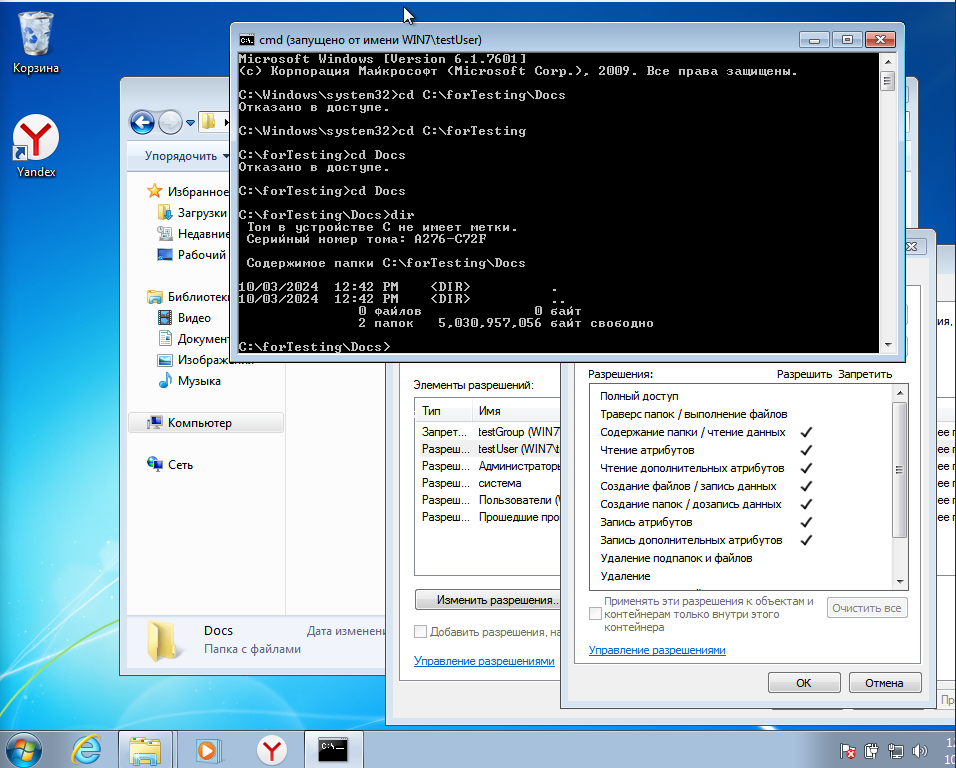 Корзина
Yandex
cmd (запущено от имени WIN7\testUser)
Microsoft Windows [Version 6.1.7601]
(c) Корпорация Майкрософт (Microsoft Corp.), 2009. Все права защищены.
C:\Windows\system32>cd C:\forTesting\Docs
Отказано в доступе.
C:\Windows\system32>cd C:\forTesting
C:\forTesting>cd Docs
Отказано в доступе.
C:\forTesting>cd Docs
C:\forTesting\Docs>dir
Том в устройстве C не имеет метки.
Серийный номер тома: A276-C72F
Содержимое папки C:\forTesting\Docs
10/03/2024 12:42 PM <DIR> .
10/03/2024 12:42 PM <DIR> ..
0 файлов 0 байт
2 папок 5,030,957,056 байт свободно
C:\forTesting\Docs>
Упорядочить
Избранное
Загрузки
Недавние
Рабочий
Библиотеки
Видео
Документ
Изображ
Музыка
Компьютер
Сеть
Docs
Дата изменени
Папка с файлами
Элементы разрешений:
Тип Имя
Запрет... testGroup (WIN7
Разреш... testUser (WIN7\t
Разреш... Администраторы
Разреш... система
Разреш... Пользователи (
Разреш... Прошедшие про
Изменить разрешения...
Добавить разрешения, на
Управление разрешениями
Разрешения: Разрешить Запретить
Полный доступ
Траверс папок / выполнение файлов
Содержание папки / чтение данных
Чтение атрибутов
Чтение дополнительных атрибутов
Создание файлов / запись данных
Создание папок / дозапись данных
Запись атрибутов
Запись дополнительных атрибутов
Удаление подпапок и файлов
Удаление
Применять эти разрешения к объектам и
контейнерам только внутри этого
контейнера
Очистить все
Управление разрешениями
ОК Отмена